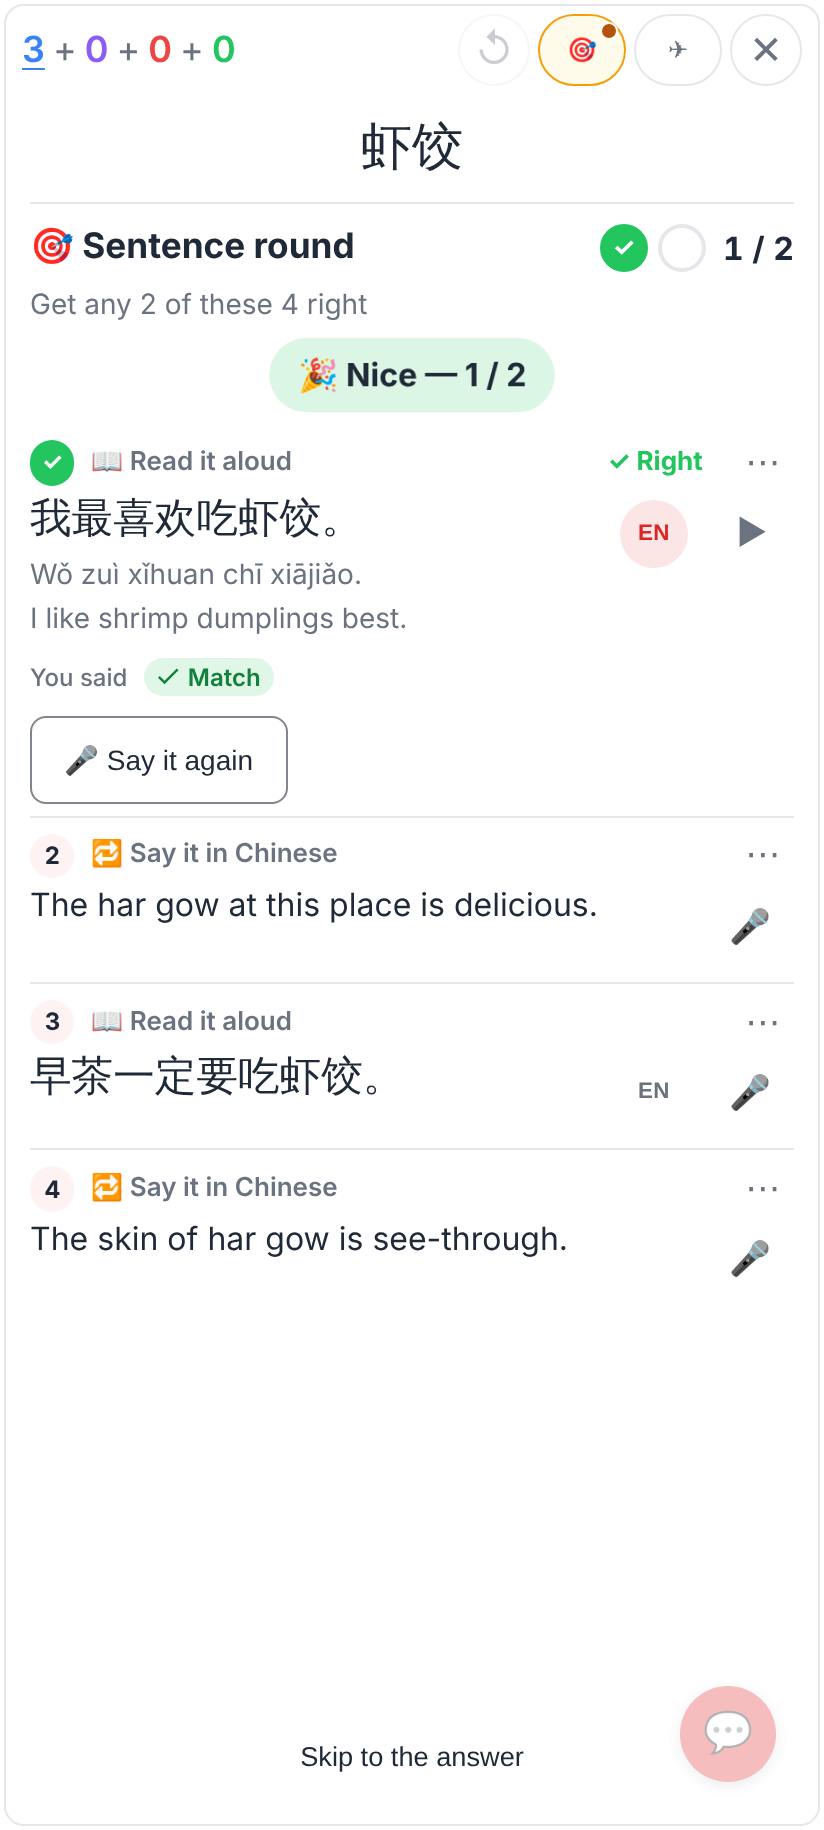 3 + 0 + 0 + 0
虾饺
Sentence round
1 / 2
Get any 2 of these 4 right
Nice — 1 / 2
Read it aloud
Right
我最喜欢吃虾饺。
EN
Wǒ zuì xǐhuan chī xiājiǎo.
I like shrimp dumplings best.
You said
Match
Say it again
2
Say it in Chinese
The har gow at this place is delicious.
3
Read it aloud
早茶一定要吃虾饺。
EN
4
Say it in Chinese
The skin of har gow is see-through.
Skip to the answer